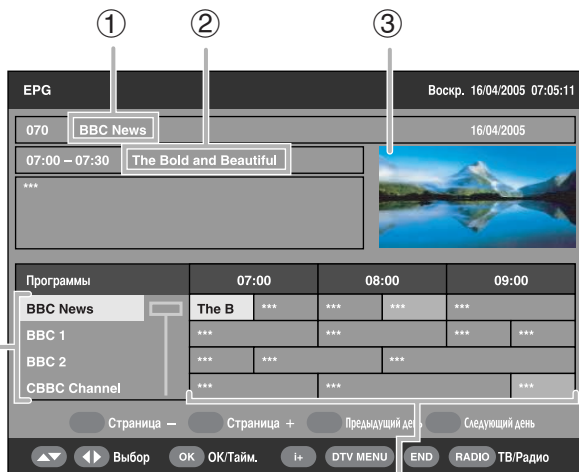 ① ② ③
EPG Воскр. 16/04/2005 07:05:11
070 BBC News 16/04/2005
07:00 – 07:30 The Bold and Beautiful
***
Программы 07:00 08:00 09:00
BBC News The B *** *** *** ***
BBC 1 *** *** *** ***
BBC 2 *** *** ***
CBBC Channel *** *** ***
Страница – Страница + Предыдущий день Следующий день
Выбор OK ОК/Тайм. i+ DTV MENU END RADIO ТВ/Радио